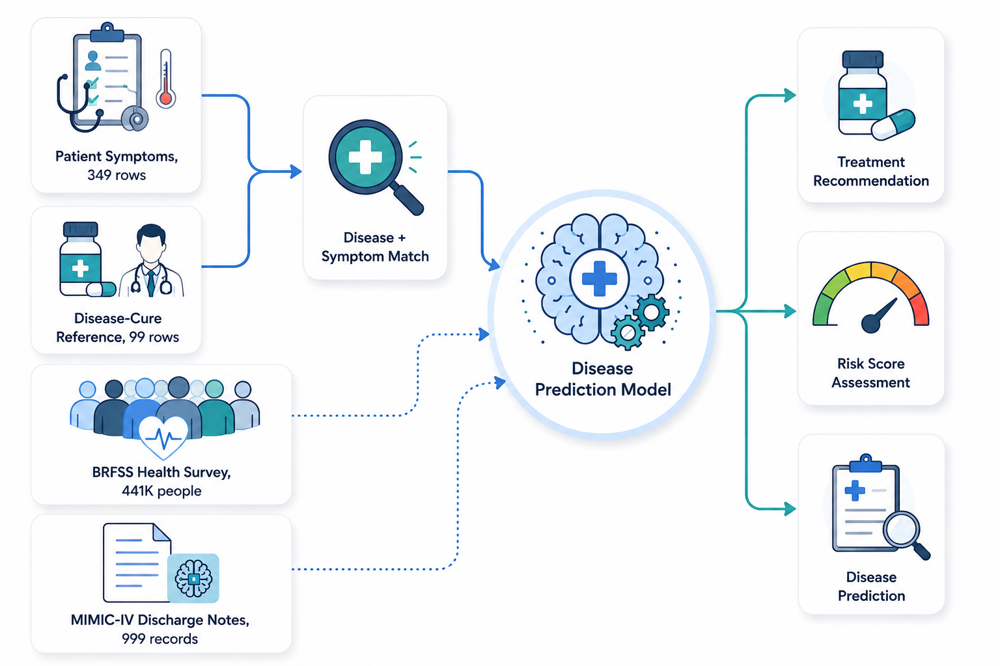 Patient Symptoms,
349 rows
Disease-Cure
Reference, 99 rows
BRFSS Health Survey,
441K people
MIMIC-IV Discharge Notes,
999 records
Disease +
Symptom Match
Disease
Prediction Model
Treatment
Recommendation
Risk Score
Assessment
Disease
Prediction